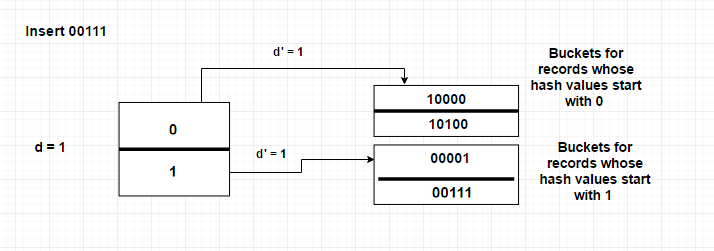 Insert 00111
d' = 1
Buckets for
records whose
hash values start
with 0
10000
10100
0
d = 1
1
d' = 1
00001
00111
Buckets for
records whose
hash values start
with 1